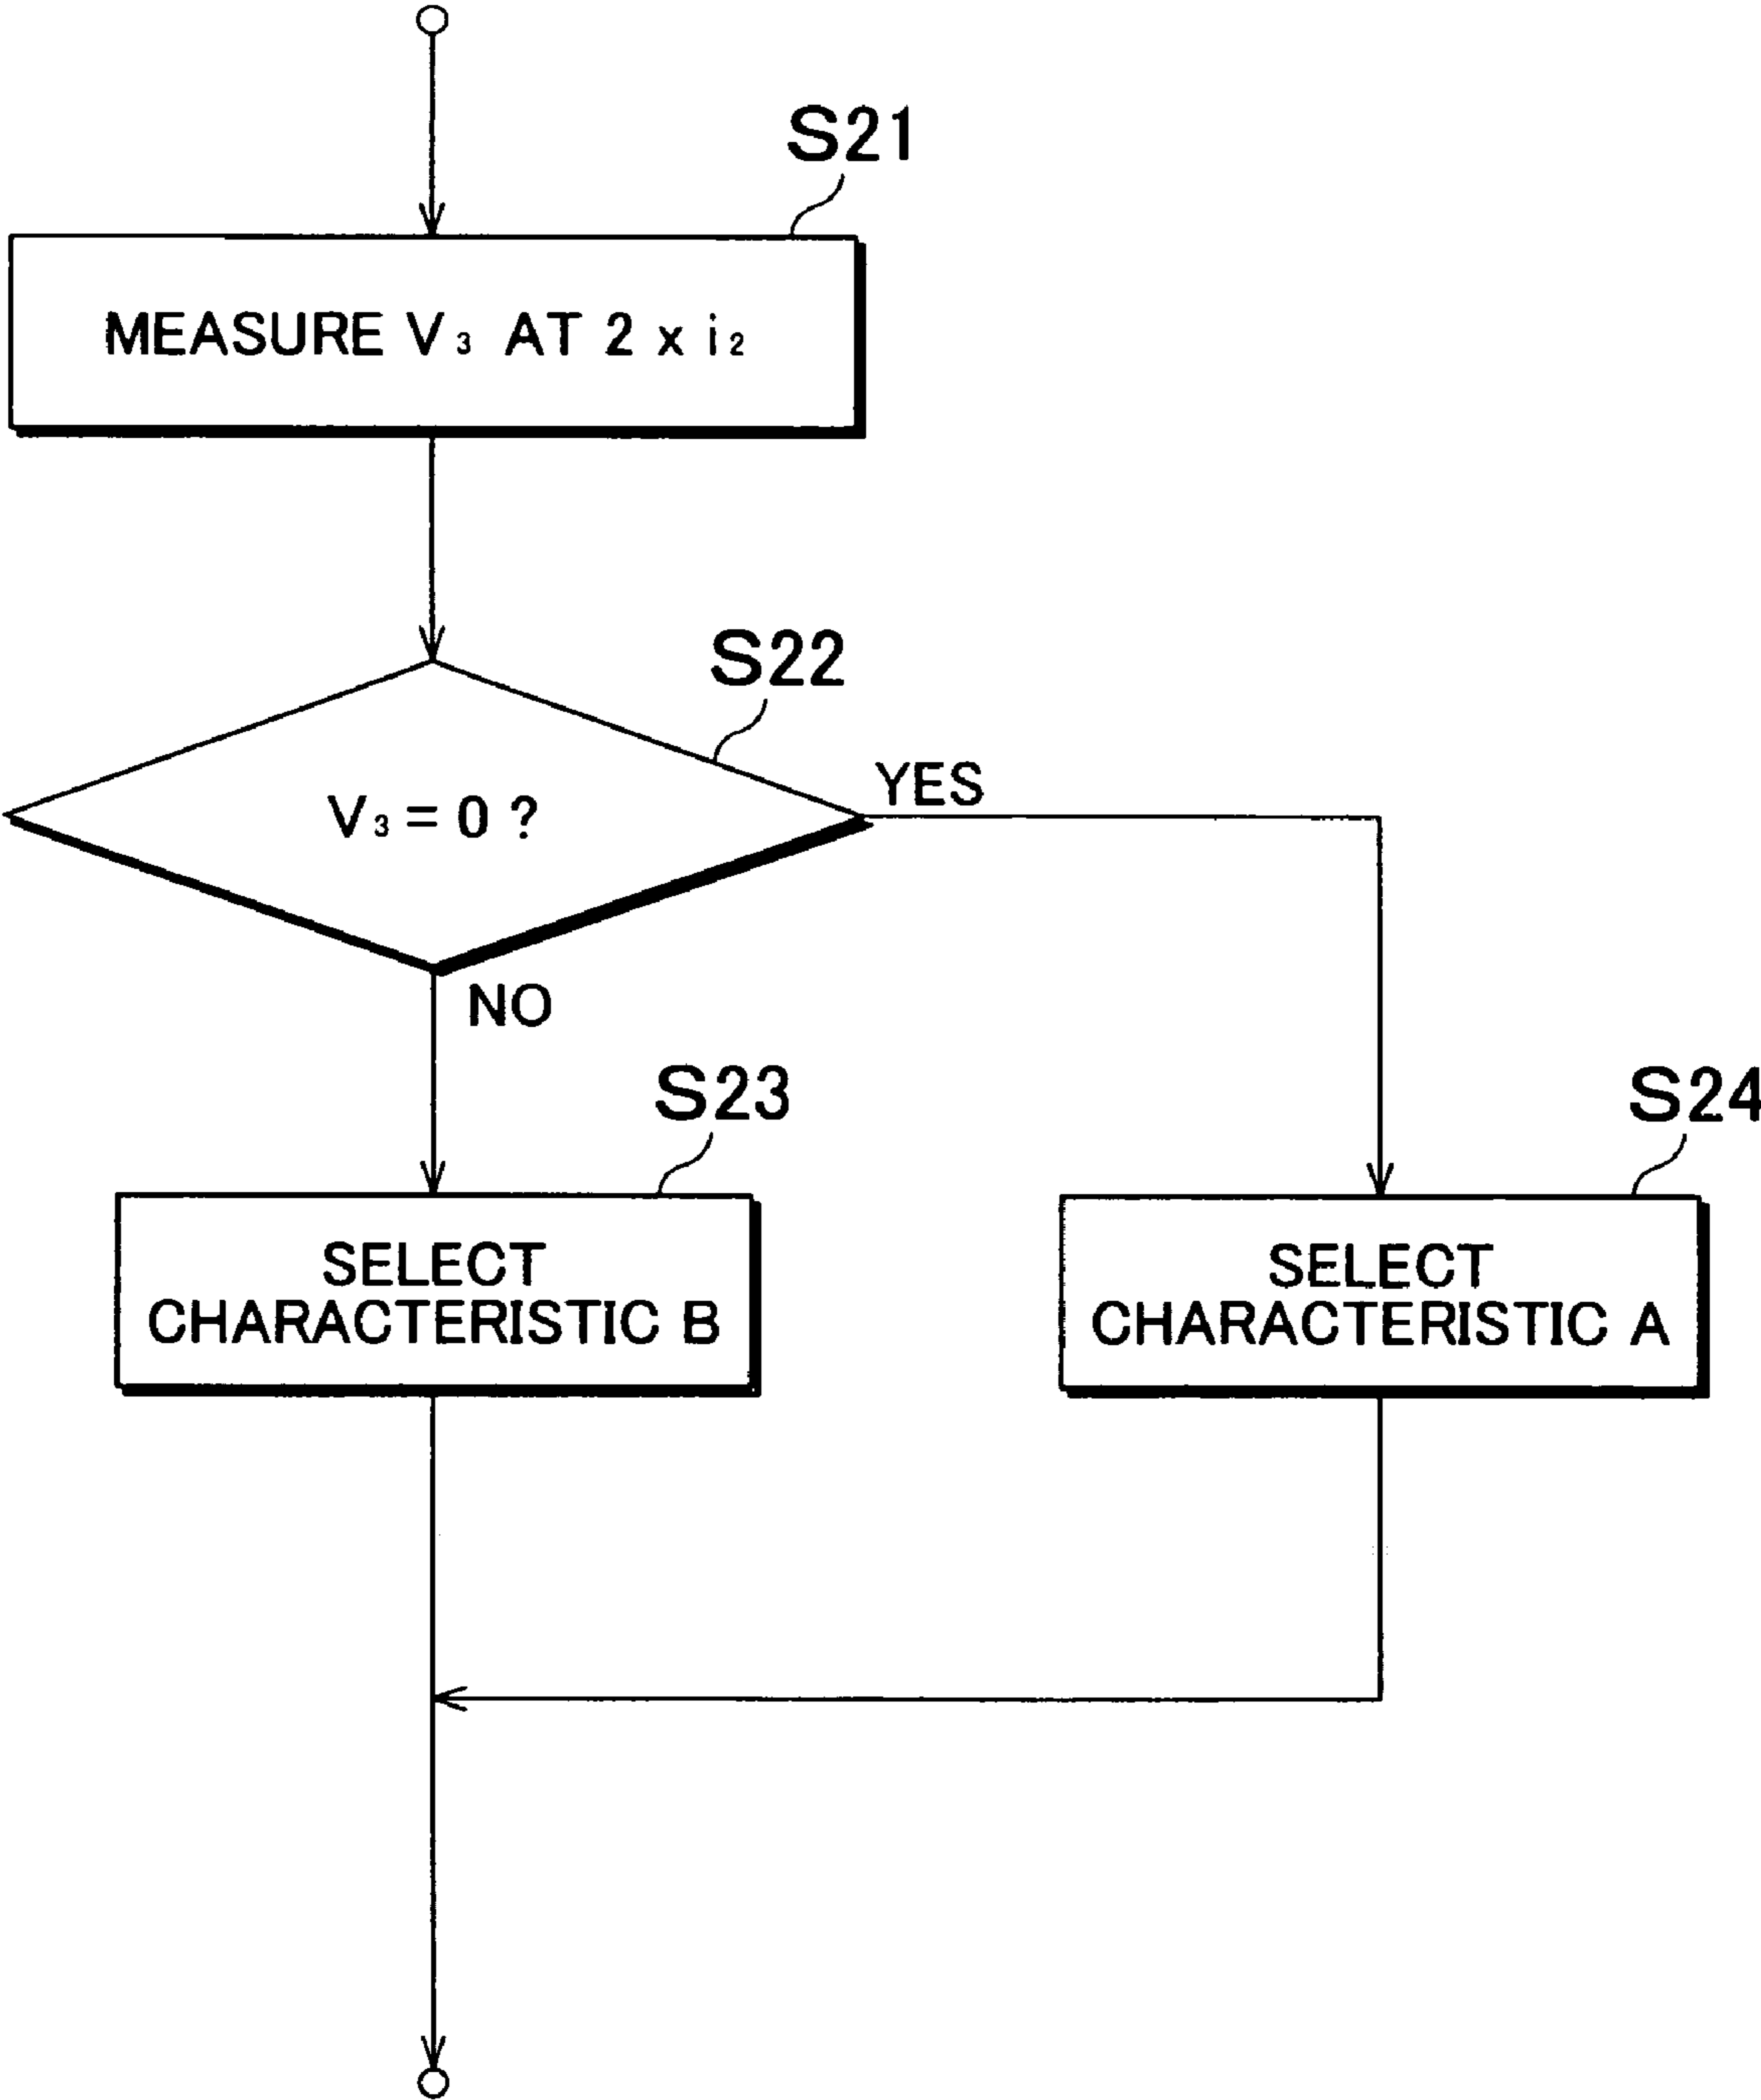 S21
MEASURE V₃ AT 2 x i₂
S22
V₃ = 0 ?
YES
NO
S23
SELECT
CHARACTERISTIC B
S24
SELECT
CHARACTERISTIC A